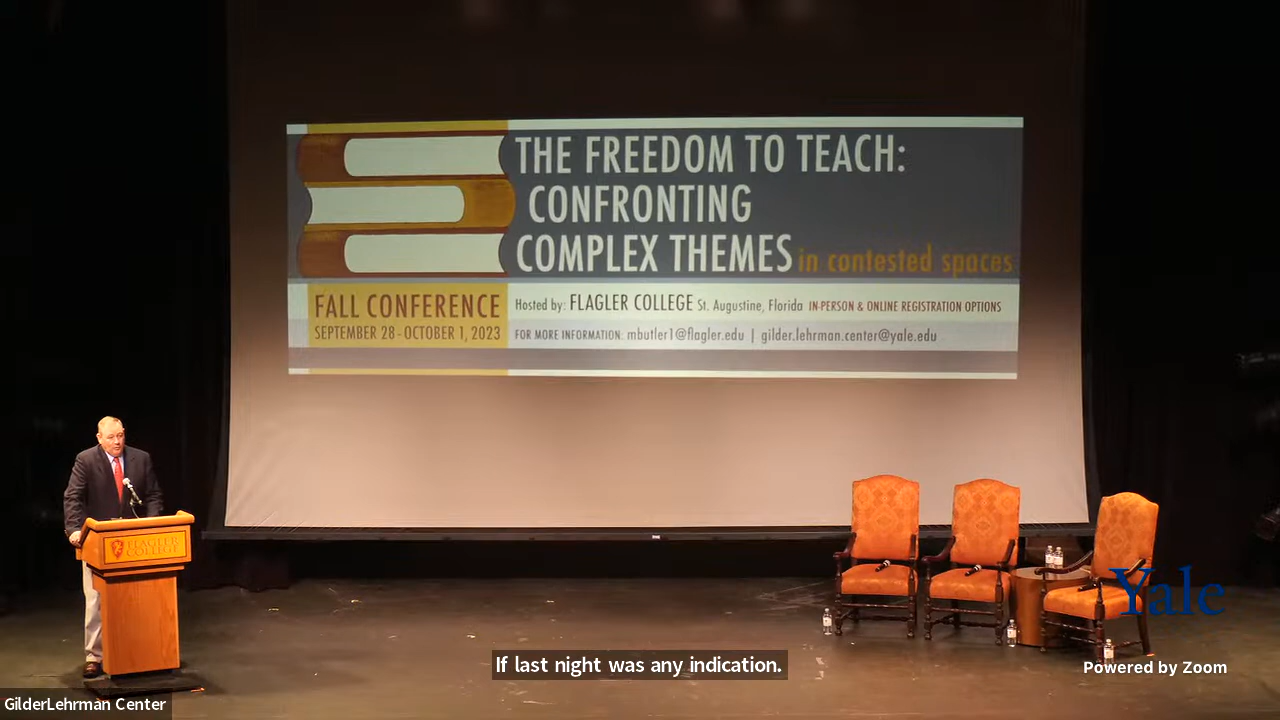 THE FREEDOM TO TEACH:
CONFRONTING
COMPLEX THEMES in contested spaces
FALL CONFERENCE
SEPTEMBER 28 - OCTOBER 1, 2023
Hosted by: FLAGLER COLLEGE St. Augustine, Florida IN-PERSON & ONLINE REGISTRATION OPTIONS
FOR MORE INFORMATION: mbutler1@flagler.edu | gilder.lehrman.center@yale.edu
FLAGLER
COLLEGE
Yale
If last night was any indication.
Powered by Zoom
GilderLehrman Center